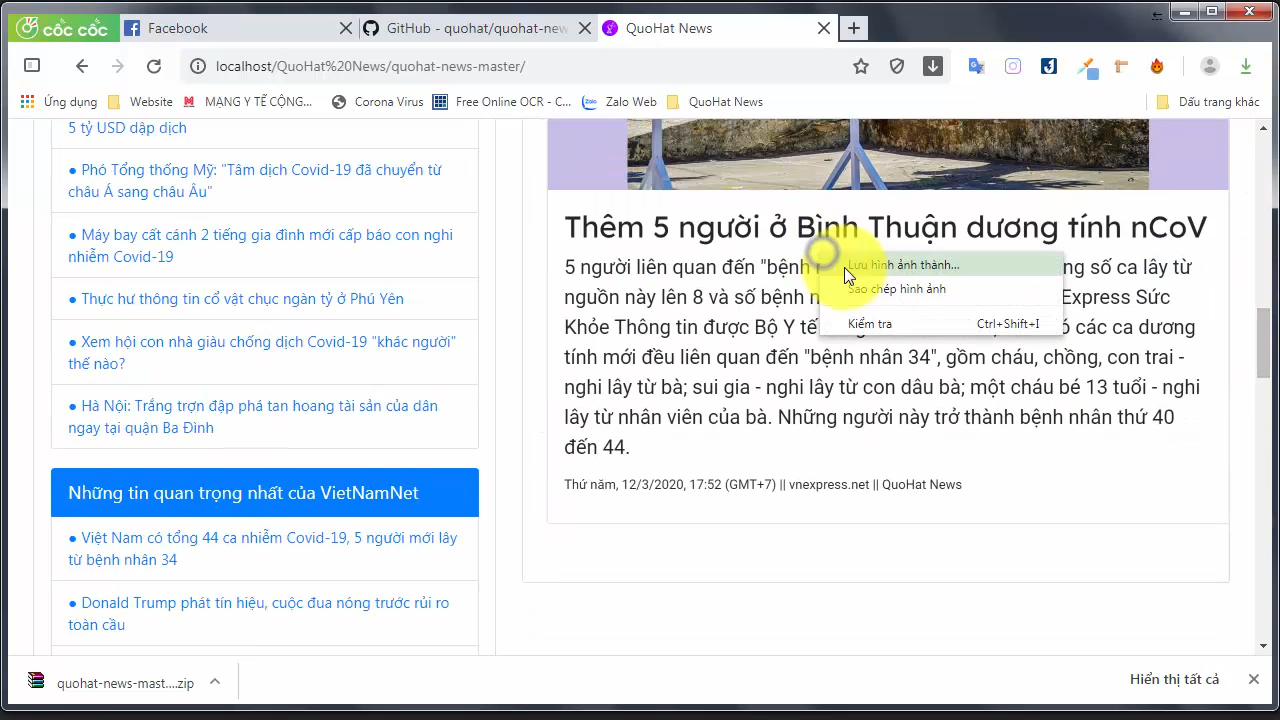 cốc cốc
Facebook
GitHub - quohat/quohat-new
QuoHat News
localhost/QuoHat%20News/quohat-news-master/
Ứng dụng
Website
MẠNG Y TẾ CỘNG...
Corona Virus
Free Online OCR - C...
Zalo Web
QuoHat News
Dấu trang khác
5 tỷ USD dập dịch
● Phó Tổng thống Mỹ: "Tâm dịch Covid-19 đã chuyển từ
châu Á sang châu Âu"
● Máy bay cất cánh 2 tiếng gia đình mới cấp báo con nghi
nhiễm Covid-19
● Thực hư thông tin cổ vật chục ngàn tỷ ở Phú Yên
● Xem hội con nhà giàu chống dịch Covid-19 "khác người"
thế nào?
● Hà Nội: Trắng trợn đập phá tan hoang tài sản của dân
ngay tại quận Ba Đình
Những tin quan trọng nhất của VietNamNet
● Việt Nam có tổng 44 ca nhiễm Covid-19, 5 người mới lây
từ bệnh nhân 34
● Donald Trump phát tín hiệu, cuộc đua nóng trước rủi ro
toàn cầu
Thêm 5 người ở Bình Thuận dương tính nCoV
5 người liên quan đến "bệnh ng số ca lây từ
nguồn này lên 8 và số bệnh Express Sức
Khỏe Thông tin được Bộ Y tế các ca dương
tính mới đều liên quan đến "bệnh nhân 34", gồm cháu, chồng, con trai -
nghi lây từ bà; sui gia - nghi lây từ con dâu bà; một cháu bé 13 tuổi - nghi
lây từ nhân viên của bà. Những người này trở thành bệnh nhân thứ 40
đến 44.
Thứ năm, 12/3/2020, 17:52 (GMT+7) || vnexpress.net || QuoHat News
Lưu hình ảnh thành...
Sao chép hình ảnh
Kiểm tra Ctrl+Shift+I
quohat-news-mast....zip
Hiển thị tất cả